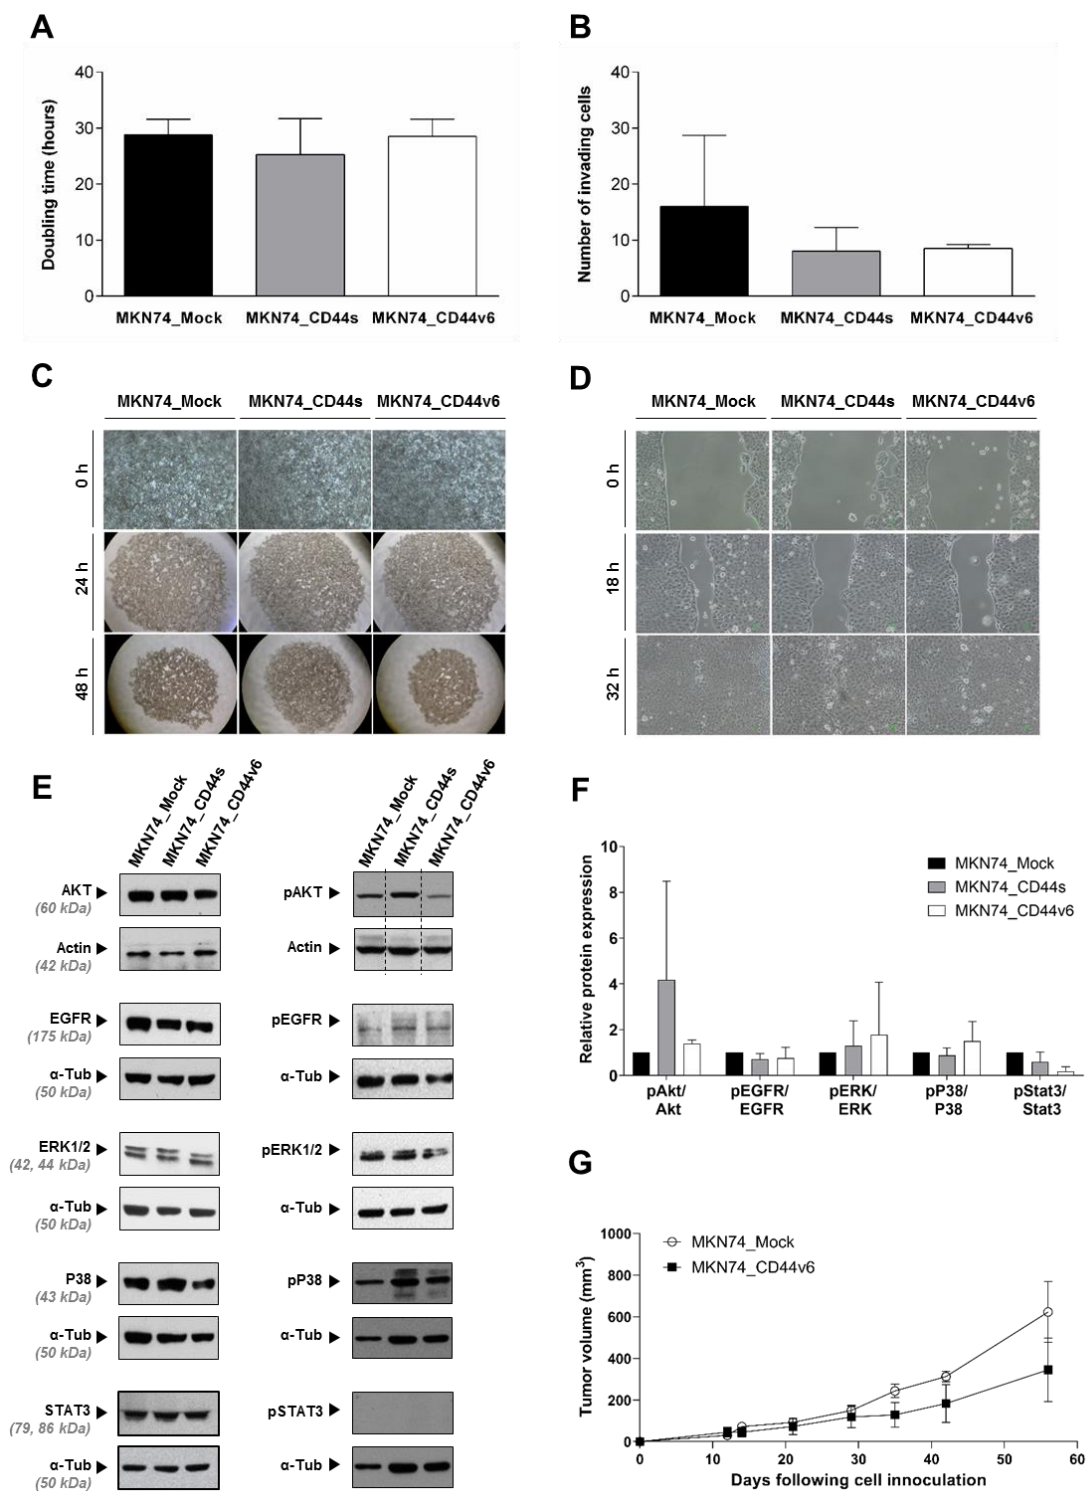 A
Doubling time (hours)
40
30
20
10
0
MKN74_Mock MKN74_CD44s MKN74_CD44v6
B
Number of invading cells
40
30
20
10
0
MKN74_Mock MKN74_CD44s MKN74_CD44v6
C
MKN74_Mock MKN74_CD44s MKN74_CD44v6
0 h
24 h
48 h
D
MKN74_Mock MKN74_CD44s MKN74_CD44v6
0 h
18 h
32 h
E
MKN74_Mock
MKN74_CD44s
MKN74_CD44v6
MKN74_Mock
MKN74_CD44s
MKN74_CD44v6
AKT
(60 kDa)
pAKT
Actin
(42 kDa)
Actin
EGFR
(175 kDa)
pEGFR
α-Tub
(50 kDa)
α-Tub
ERK1/2
(42, 44 kDa)
pERK1/2
α-Tub
(50 kDa)
α-Tub
P38
(43 kDa)
pP38
α-Tub
(50 kDa)
α-Tub
STAT3
(79, 86 kDa)
pSTAT3
α-Tub
(50 kDa)
α-Tub
F
Relative protein expression
10
8
6
4
2
0
MKN74_Mock
MKN74_CD44s
MKN74_CD44v6
pAkt/ pEGFR/ pERK/ pP38/ pStat3/
Akt EGFR ERK P38 Stat3
G
Tumor volume (mm³)
1000
800
600
400
200
0
MKN74_Mock
MKN74_CD44v6
0 10 20 30 40 50 60
Days following cell innoculation